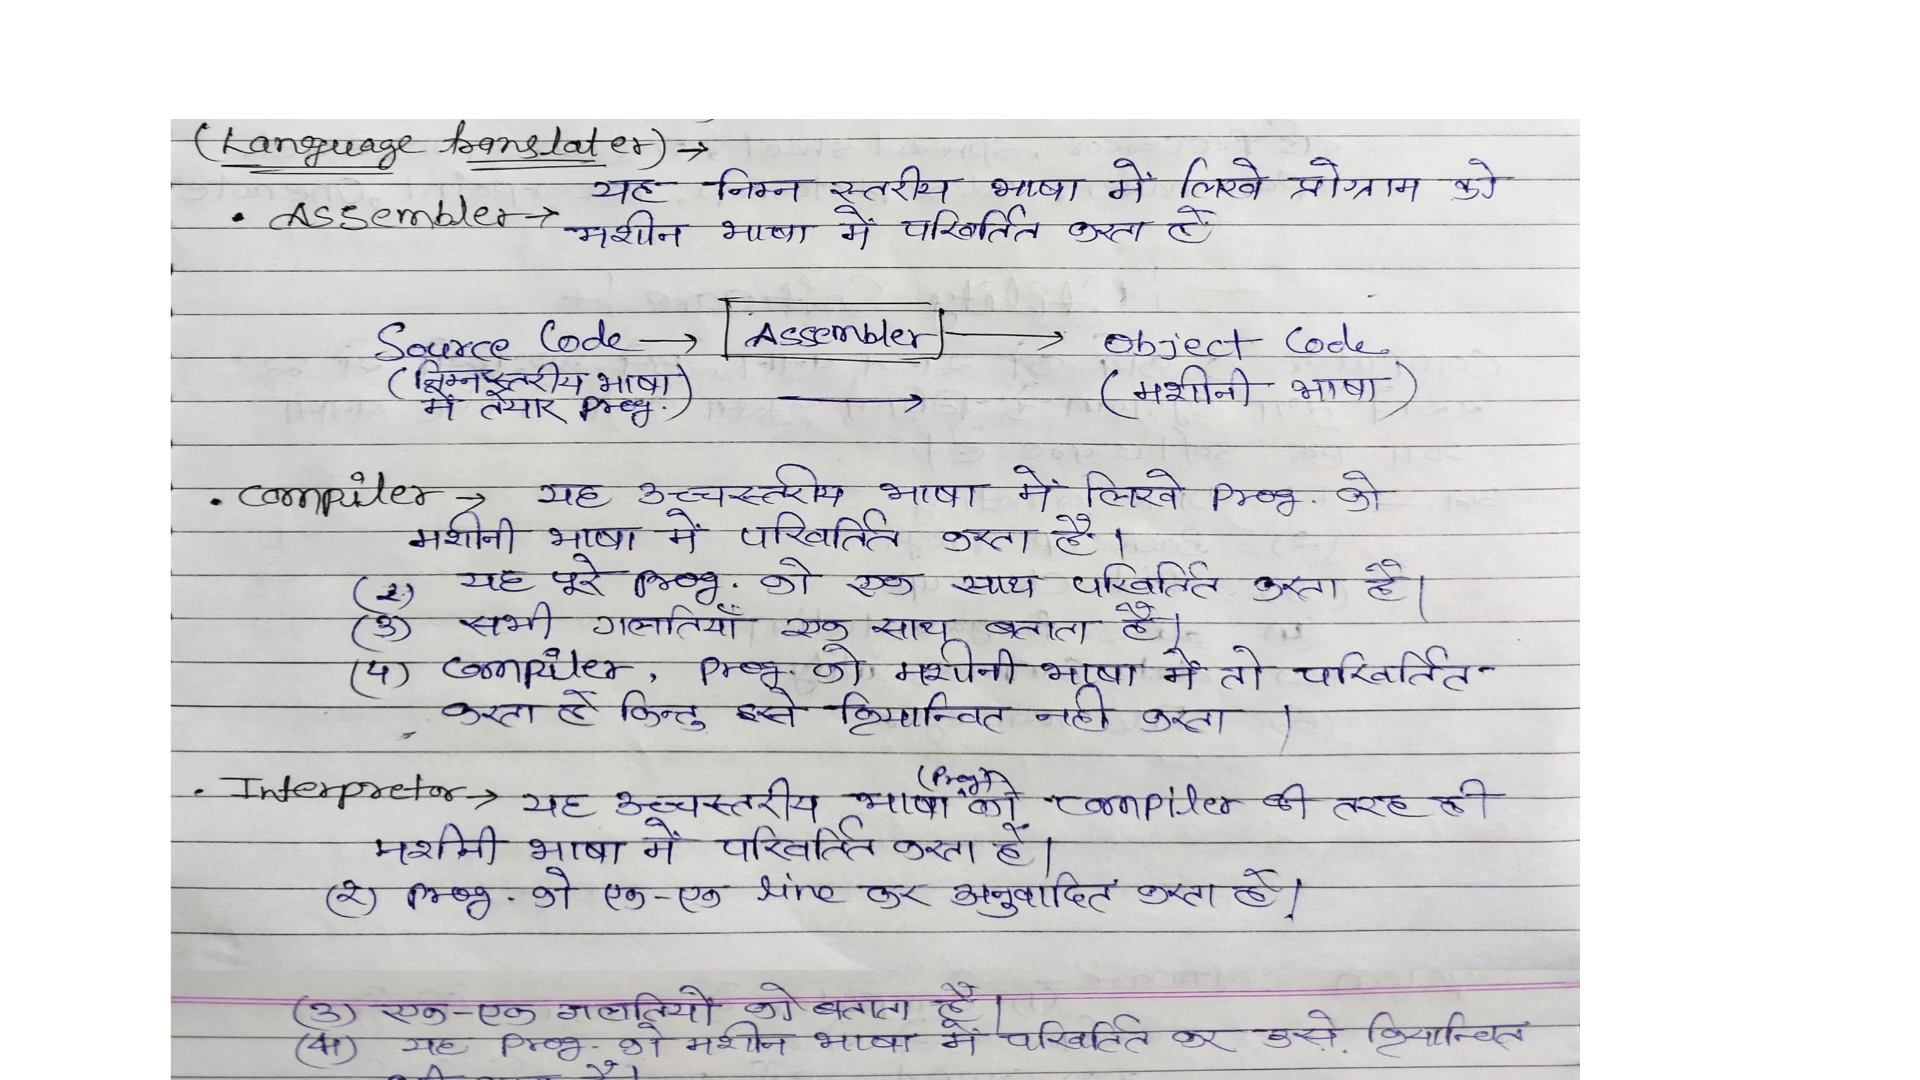 (Language translater) →
यह निम्न स्तरीय भाषा में लिखे प्रोग्राम को
• Assembler → मशीन भाषा में परिवर्तित करता है
Source Code → Assembler → Object Code
(निम्नस्तरीय भाषा में तैयार Prog.) → (मशीनी भाषा)
• Compiler → यह उच्चस्तरीय भाषा में लिखे Prog. को
मशीनी भाषा में परिवर्तित करता है।
(2) यह पूरे Prog. को एक साथ परिवर्तित करता है।
(3) सभी गलतियाँ एक साथ बताता है।
(4) Compiler, Prog. को मशीनी भाषा में तो परिवर्तित
करता है किन्तु इसे क्रियान्वित नही करता ।
• Interpretor → यह उच्चस्तरीय भाषा (Prog.) को Compiler की तरह ही
मशीनी भाषा में परिवर्तित करता है।
(2) Prog. को एक-एक line कर अनुवादित करता है।
(3) एक-एक गलतियों को बताता है।
(4) यह Prog. को मशीन भाषा में परिवर्तित कर उसे क्रियान्वित